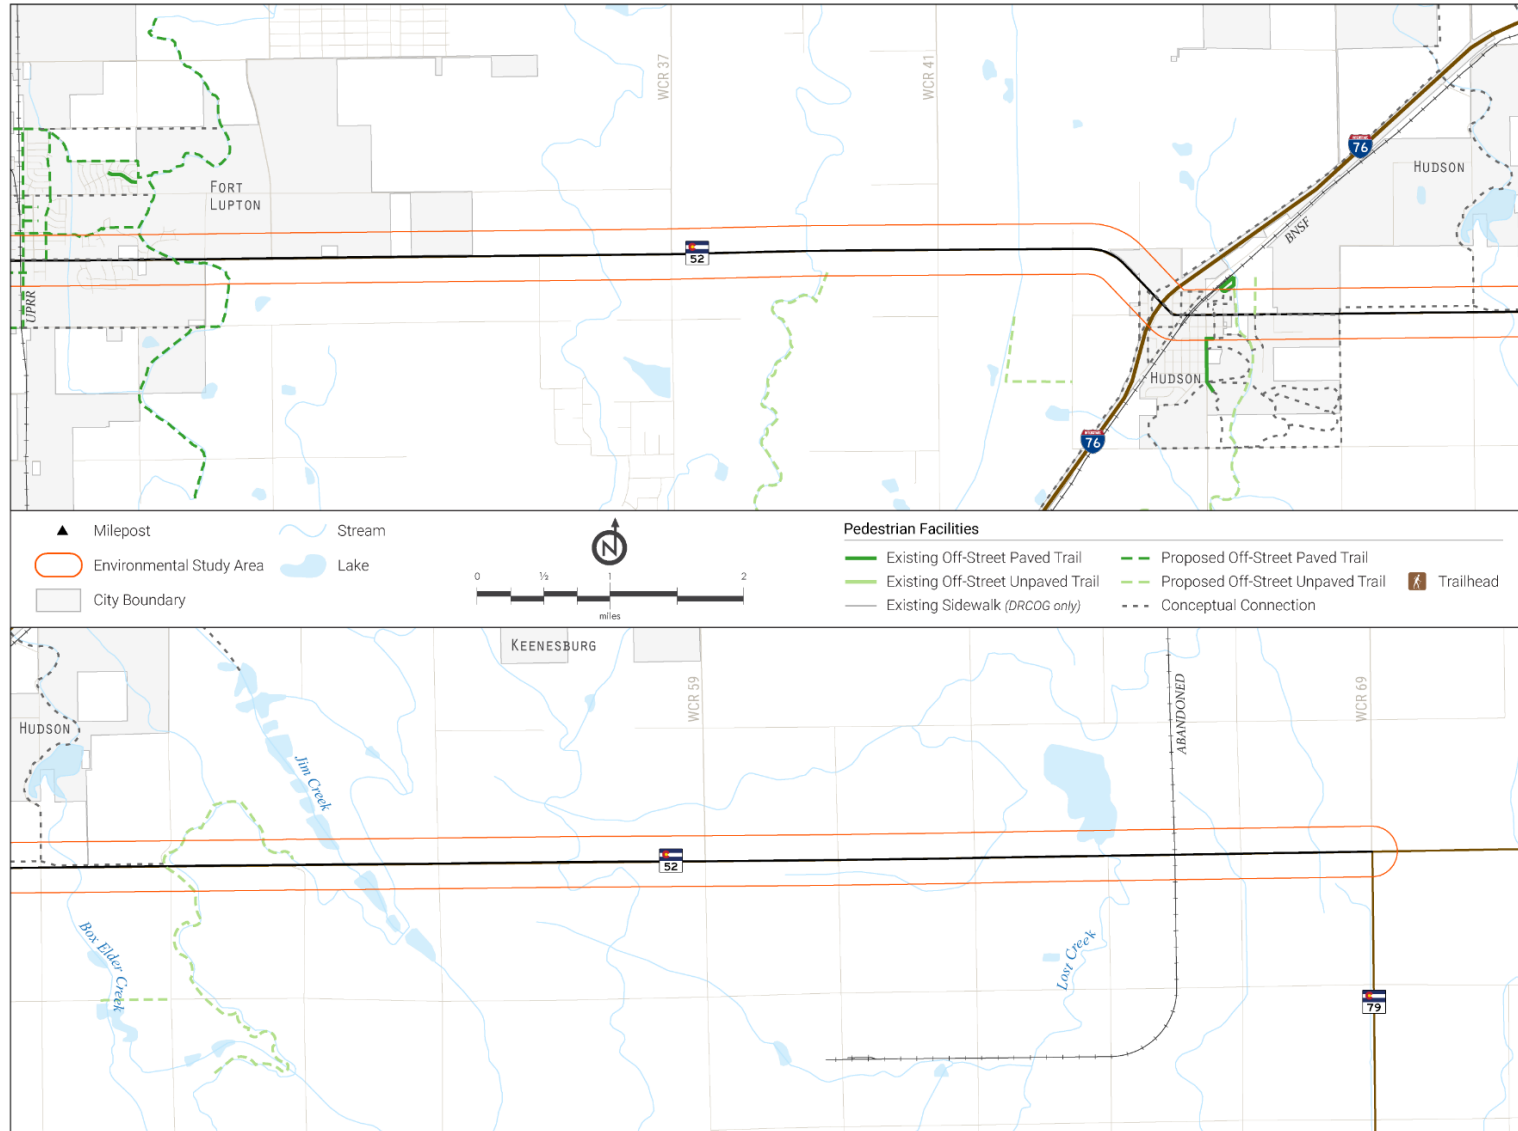 WCR 37
WCR 41
INTERSTATE
76
HUDSON
FORT
LUPTON
BNSF
52
UPRR
HUDSON
INTERSTATE
76
Milepost
Stream
Environmental Study Area
Lake
City Boundary
N
0
½
1
2
miles
Pedestrian Facilities
Existing Off-Street Paved Trail
Proposed Off-Street Paved Trail
Existing Off-Street Unpaved Trail
Proposed Off-Street Unpaved Trail
Trailhead
Existing Sidewalk (DRCOG only)
Conceptual Connection
KEENESBURG
WCR 59
ABANDONED
WCR 69
HUDSON
Jim Creek
52
Box Elder Creek
Lost Creek
79